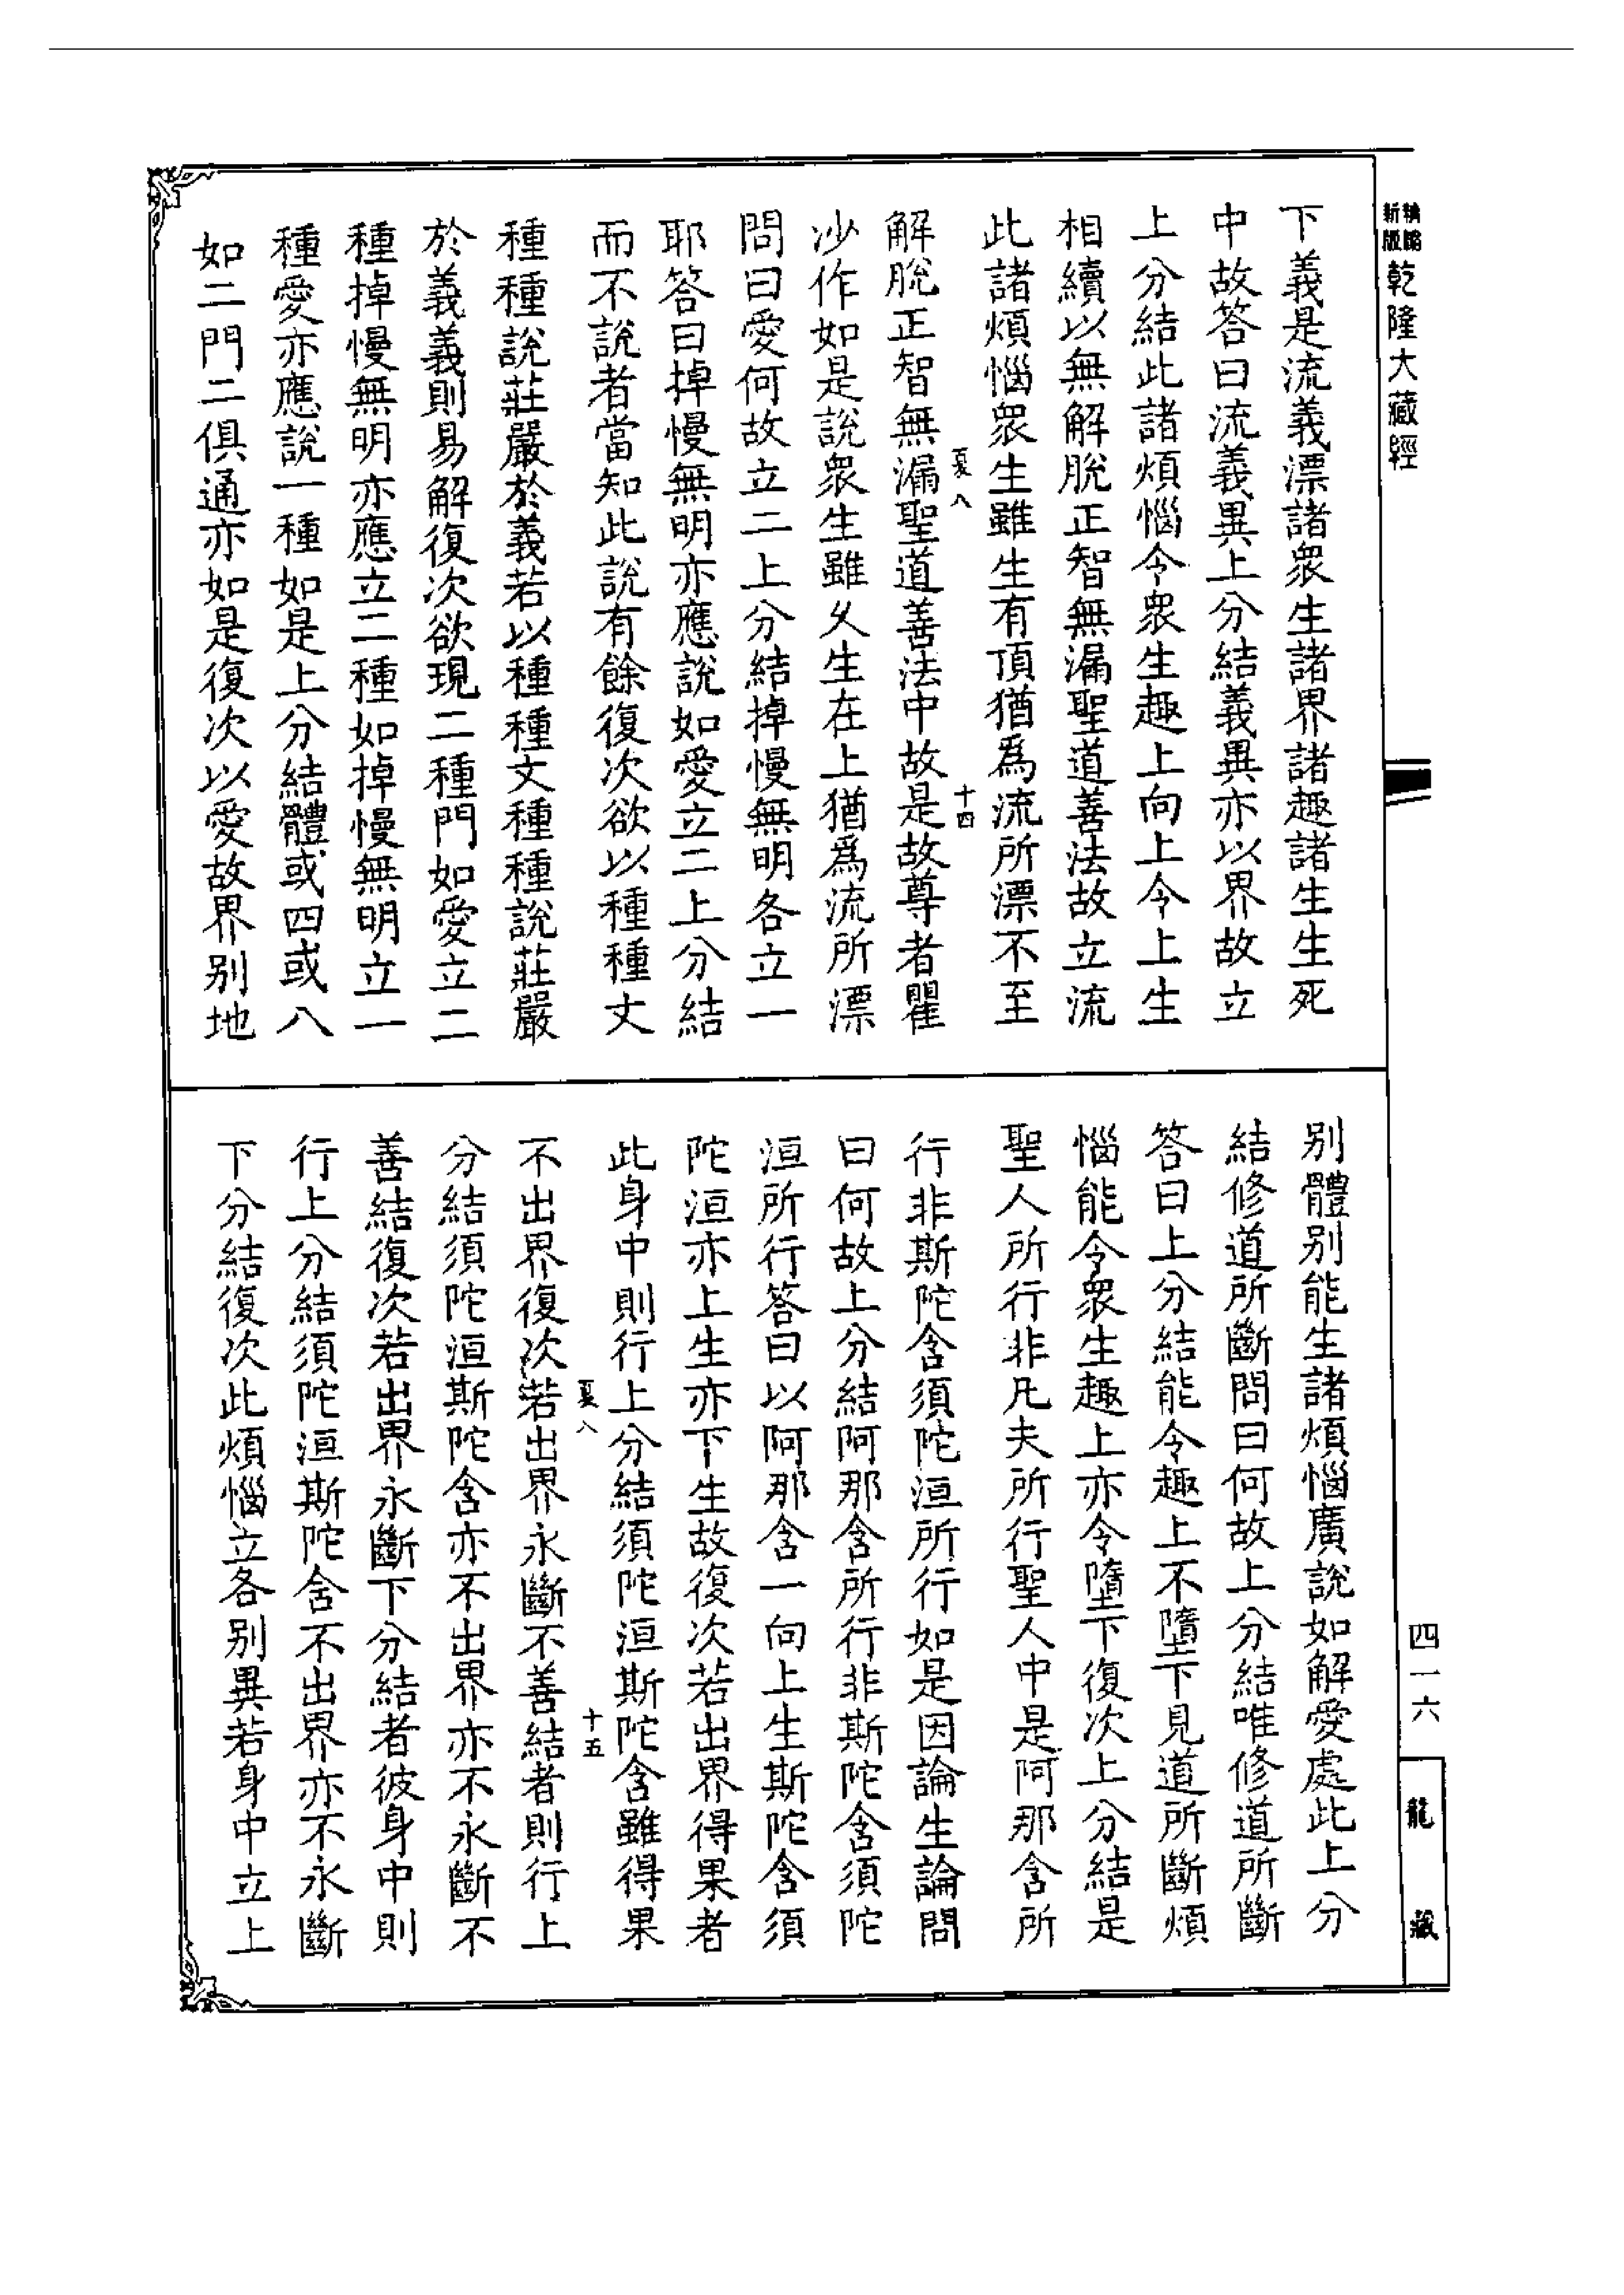 新編
縮版
乾隆大藏經
下義是流義漂諸衆生諸界諸趣諸生生死
中故答曰流義異上分結義異亦以界故立
上分結此諸煩惱令衆生趣上向上令上生
相續以無解脫正智無漏聖道善法故立流
此諸煩惱衆生雖生有頂猶爲流所漂不至
夏八
十四
解脫正智無漏聖道善法中故是故尊者瞿
沙作如是說衆生雖久生在上猶爲流所漂
問曰愛何故立二上分結掉慢無明各立一
耶答曰掉慢無明亦應說如愛立二上分結
而不說者當知此說有餘復次欲以種種文
種種說莊嚴於義若以種種文種種說莊嚴
於義義則易解復次欲現二種門如愛立二
種掉慢無明亦應立二種如掉慢無明立一
種愛亦應說一種如是上分結體或四或八
如二門二俱通亦如是復次以愛故界別地
別體別能生諸煩惱廣說如解愛處此上分
結修道所斷問曰何故上分結唯修道所斷
答曰上分結能令趣上不墮下見道所斷煩
惱能令衆生趣上亦令墮下復次上分結是
聖人所行非凡夫所行聖人中是阿那含所
行非斯陀含須陀洹所行如是因論生論問
曰何故上分結阿那含所行非斯陀含須陀
洹所行答曰以阿那含一向上生斯陀含須
陀洹亦上生亦下生故復次若出界得果者
此身中則行上分結須陀洹斯陀含雖得果
夏八
十五
不出界復次若出界永斷不善結者則行上
分結須陀洹斯陀含亦不出界亦不永斷不
善結復次若出界永斷下分結者彼身中則
行上分結須陀洹斯陀含不出界亦不永斷
下分結復次此煩惱立各別異若身中立上
四一六
龍藏